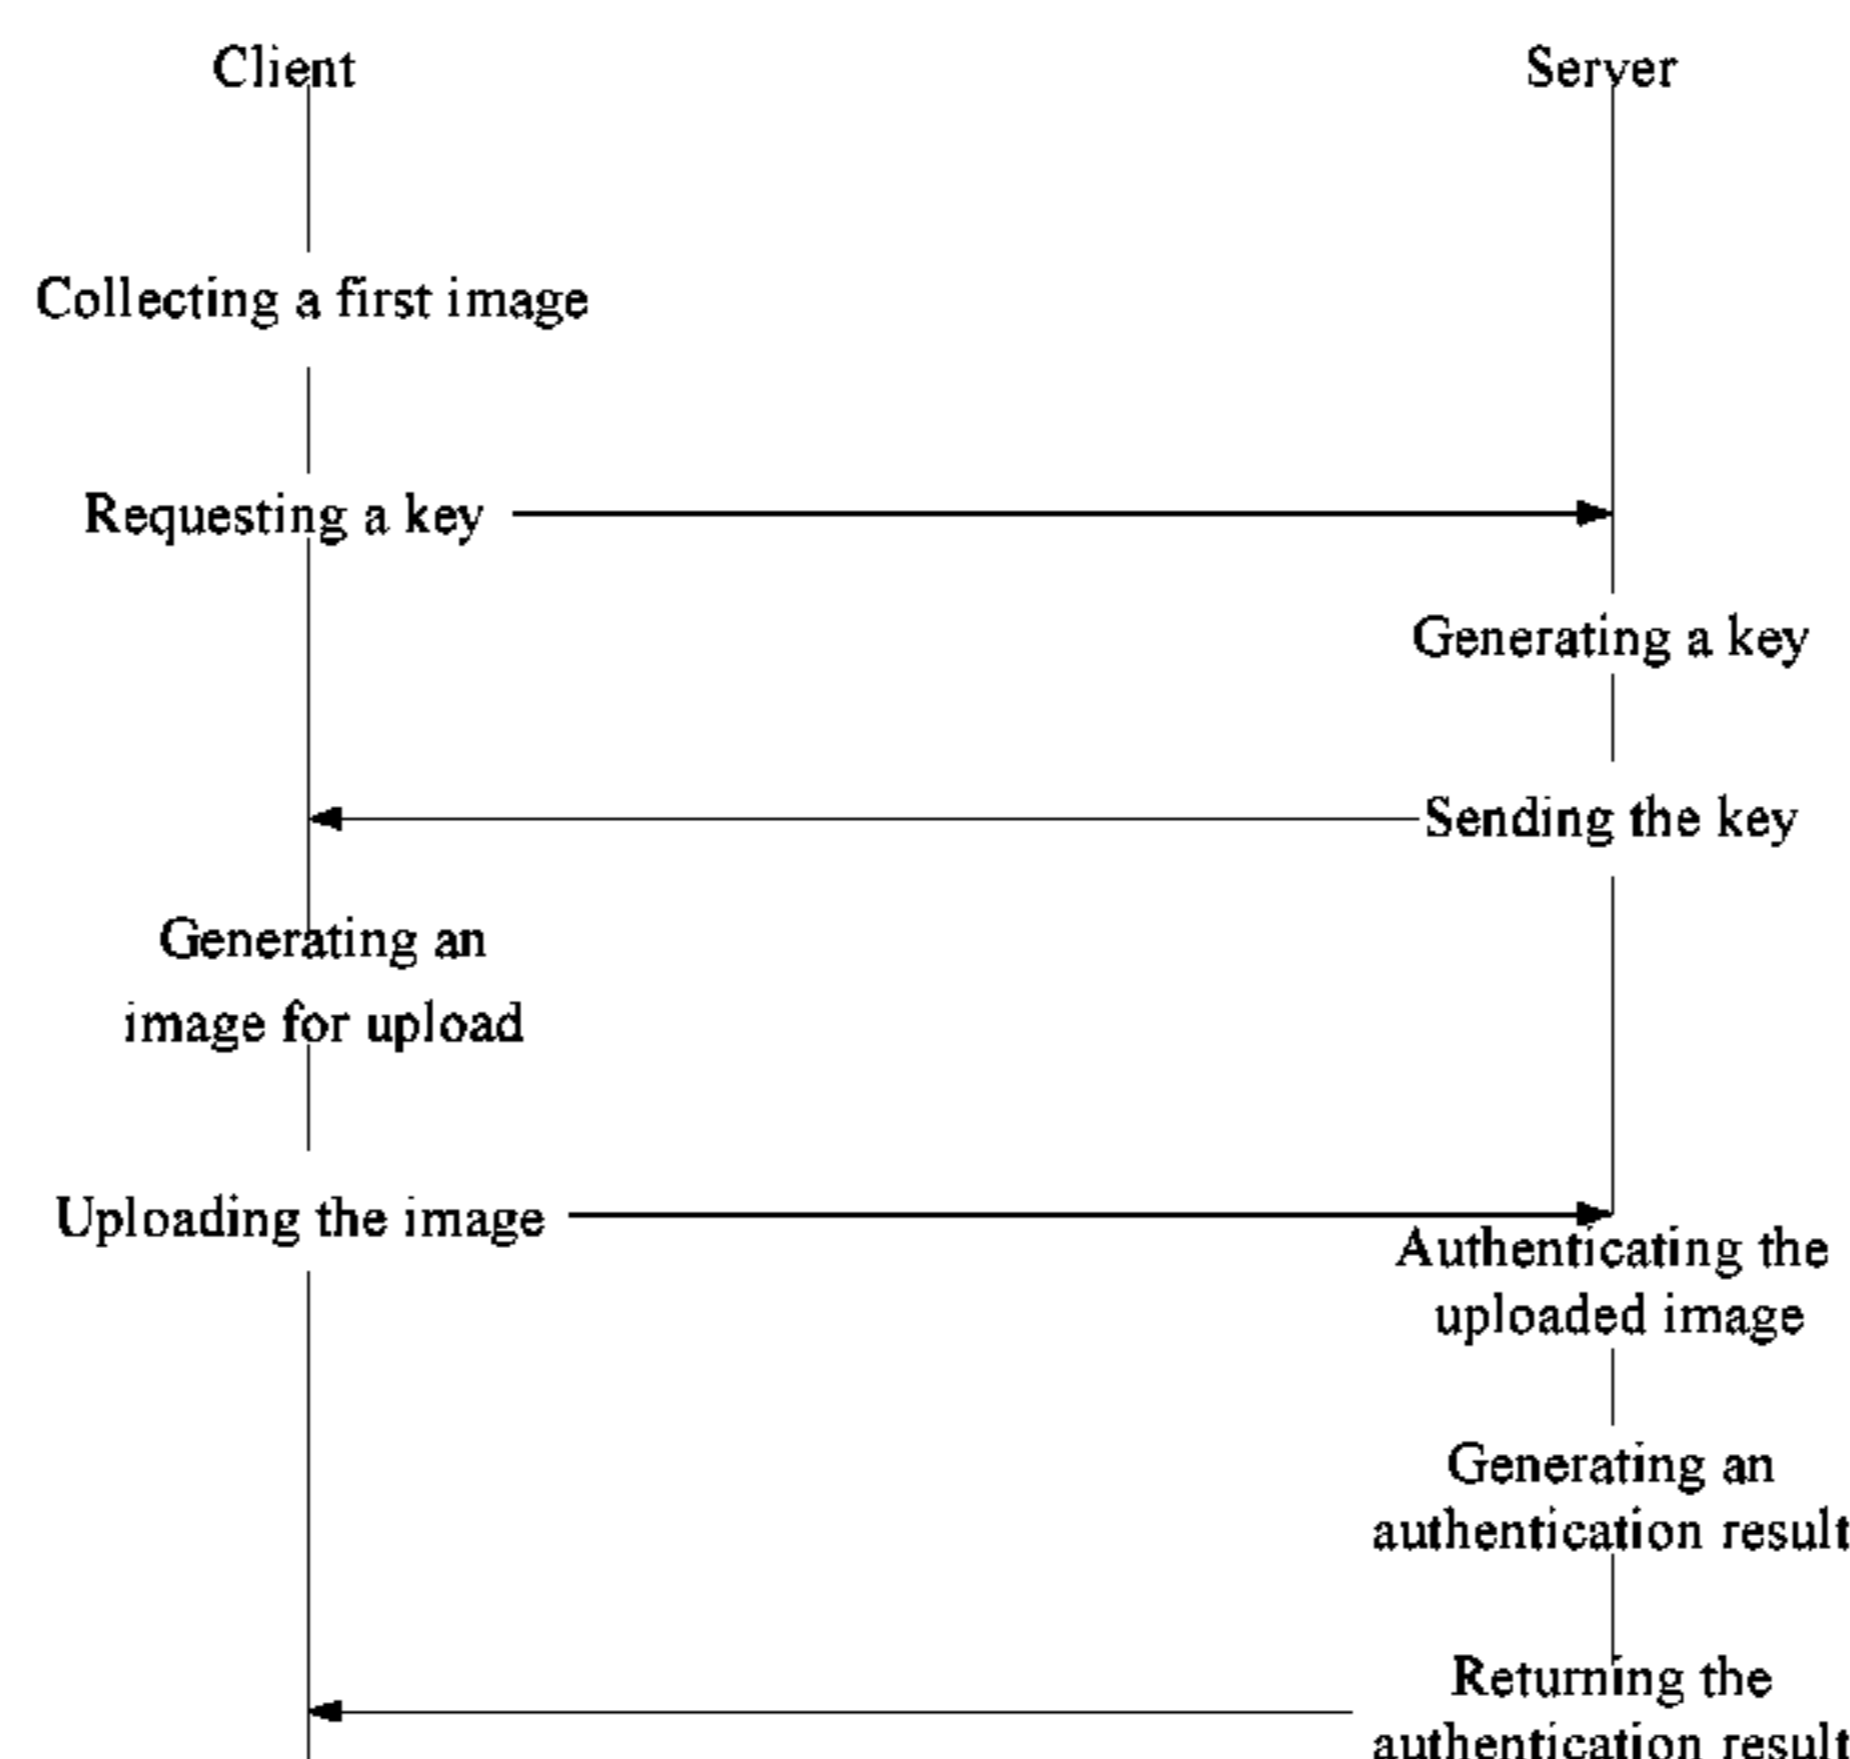 Client
Server
Collecting a first image
Requesting a key
Generating a key
Sending the key
Generating an
image for upload
Uploading the image
Authenticating the
uploaded image
Generating an
authentication result
Returning the
authentication result